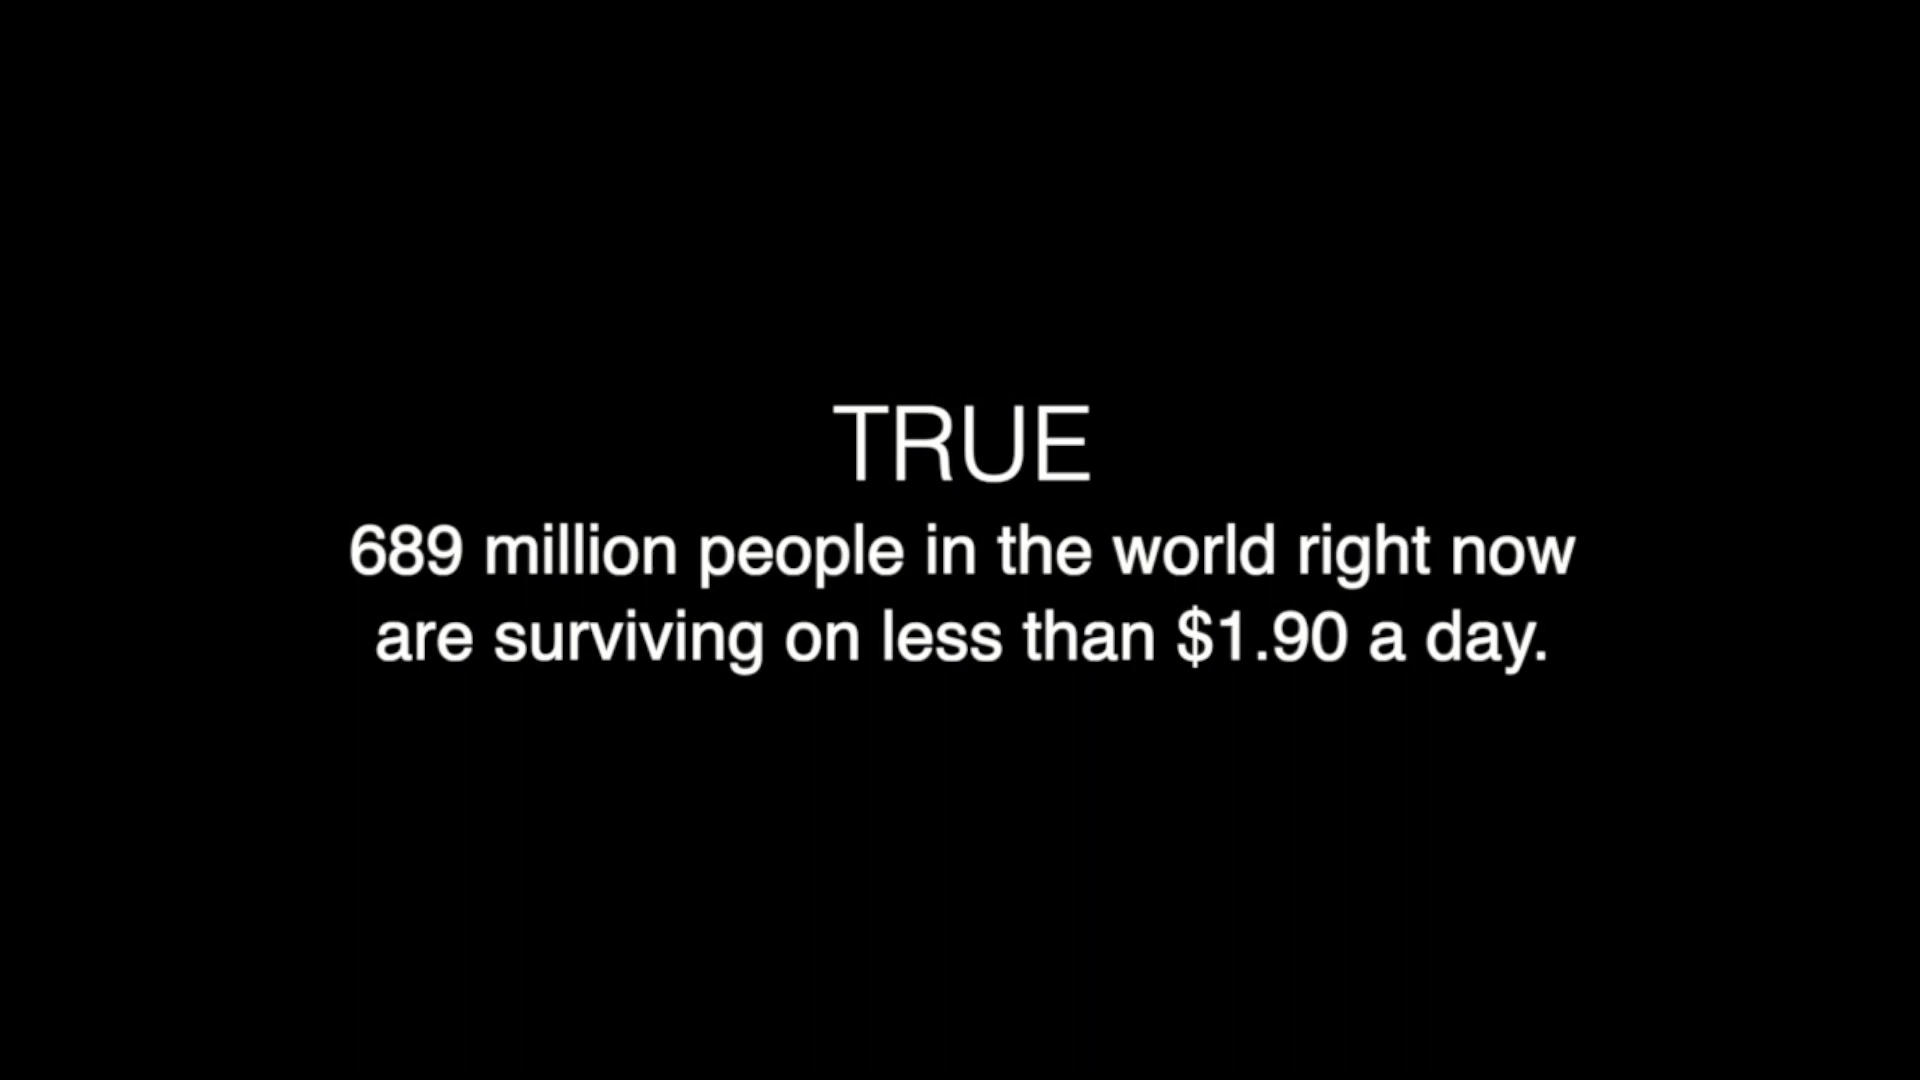 TRUE
689 million people in the world right now
are surviving on less than $1.90 a day.